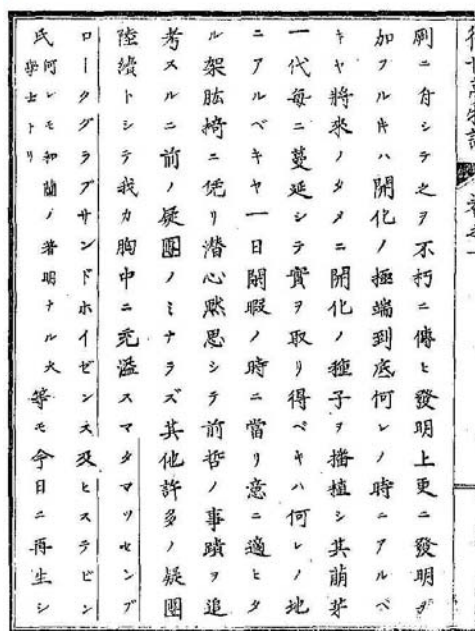 刷ニ付シテ之ヲ不朽ニ傳ヒ發明上更ニ發明ヲ
加フル片ハ開化ノ極端到底何レノ時ニアルベ
キヤ將來ノタメニ開化ノ種子ヲ播植シ其萌芽
一代每ニ蔓延シテ實ヲ取リ得ベキハ何レノ地
ニアルベキヤ一日閑暇ノ時ニ當リ意ニ適ヒタ
ル架肱掎ニ凭リ潛心默思シテ前哲ノ事蹟ヲ追
考スルニ前ノ疑團ノミナラズ其他許多ノ疑團
陸續トシテ我カ胸中ニ充溢スマタマツセンブ
ロータグラブサンドホイゼンス及ヒステビン
氏何レモ和蘭ノ著明ナル大學士トリ等モ今日ニ再生シ